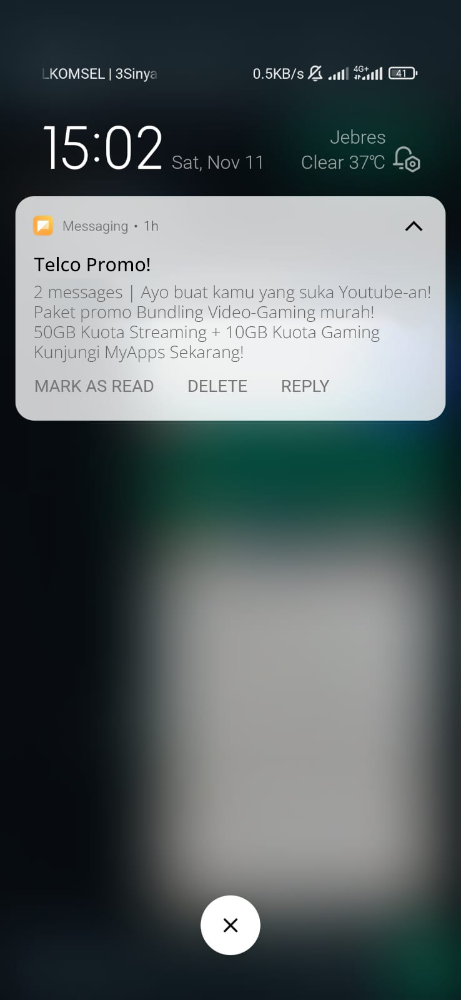 LKOMSEL | 3Sinya
0.5KB/s 4G+ 41
15:02 Sat, Nov 11
Jebres
Clear 37℃
Messaging • 1h
Telco Promo!
2 messages | Ayo buat kamu yang suka Youtube-an!
Paket promo Bundling Video-Gaming murah!
50GB Kuota Streaming + 10GB Kuota Gaming
Kunjungi MyApps Sekarang!
MARK AS READ DELETE REPLY